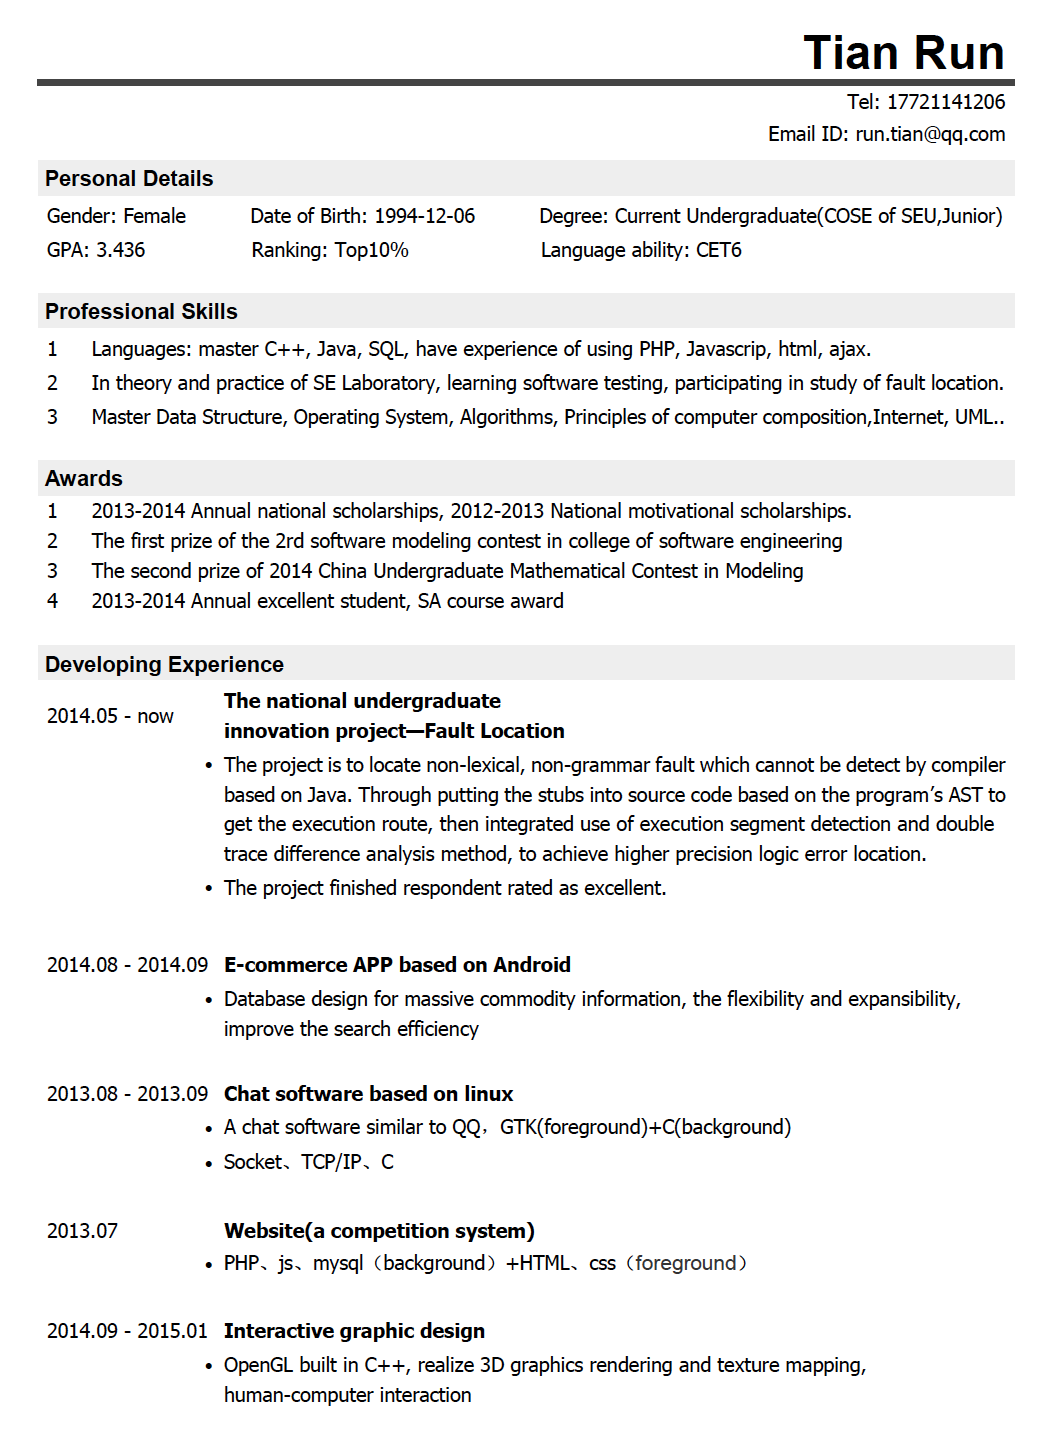 Tian Run
Tel: 17721141206
Email ID: run.tian@qq.com
Personal Details
Gender: Female Date of Birth: 1994-12-06 Degree: Current Undergraduate(COSE of SEU,Junior)
GPA: 3.436 Ranking: Top10% Language ability: CET6
Professional Skills
1 Languages: master C++, Java, SQL, have experience of using PHP, Javascrip, html, ajax.
2 In theory and practice of SE Laboratory, learning software testing, participating in study of fault location.
3 Master Data Structure, Operating System, Algorithms, Principles of computer composition,Internet, UML..
Awards
1 2013-2014 Annual national scholarships, 2012-2013 National motivational scholarships.
2 The first prize of the 2rd software modeling contest in college of software engineering
3 The second prize of 2014 China Undergraduate Mathematical Contest in Modeling
4 2013-2014 Annual excellent student, SA course award
Developing Experience
2014.05 - now
The national undergraduate
innovation project—Fault Location
• The project is to locate non-lexical, non-grammar fault which cannot be detect by compiler
based on Java. Through putting the stubs into source code based on the program’s AST to
get the execution route, then integrated use of execution segment detection and double
trace difference analysis method, to achieve higher precision logic error location.
• The project finished respondent rated as excellent.
2014.08 - 2014.09 E-commerce APP based on Android
• Database design for massive commodity information, the flexibility and expansibility,
improve the search efficiency
2013.08 - 2013.09 Chat software based on linux
• A chat software similar to QQ，GTK(foreground)+C(background)
• Socket、TCP/IP、C
2013.07 Website(a competition system)
• PHP、js、mysql（background）+HTML、css（foreground）
2014.09 - 2015.01 Interactive graphic design
• OpenGL built in C++, realize 3D graphics rendering and texture mapping,
human-computer interaction